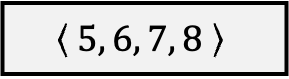 ⟨ 5, 6, 7, 8 ⟩